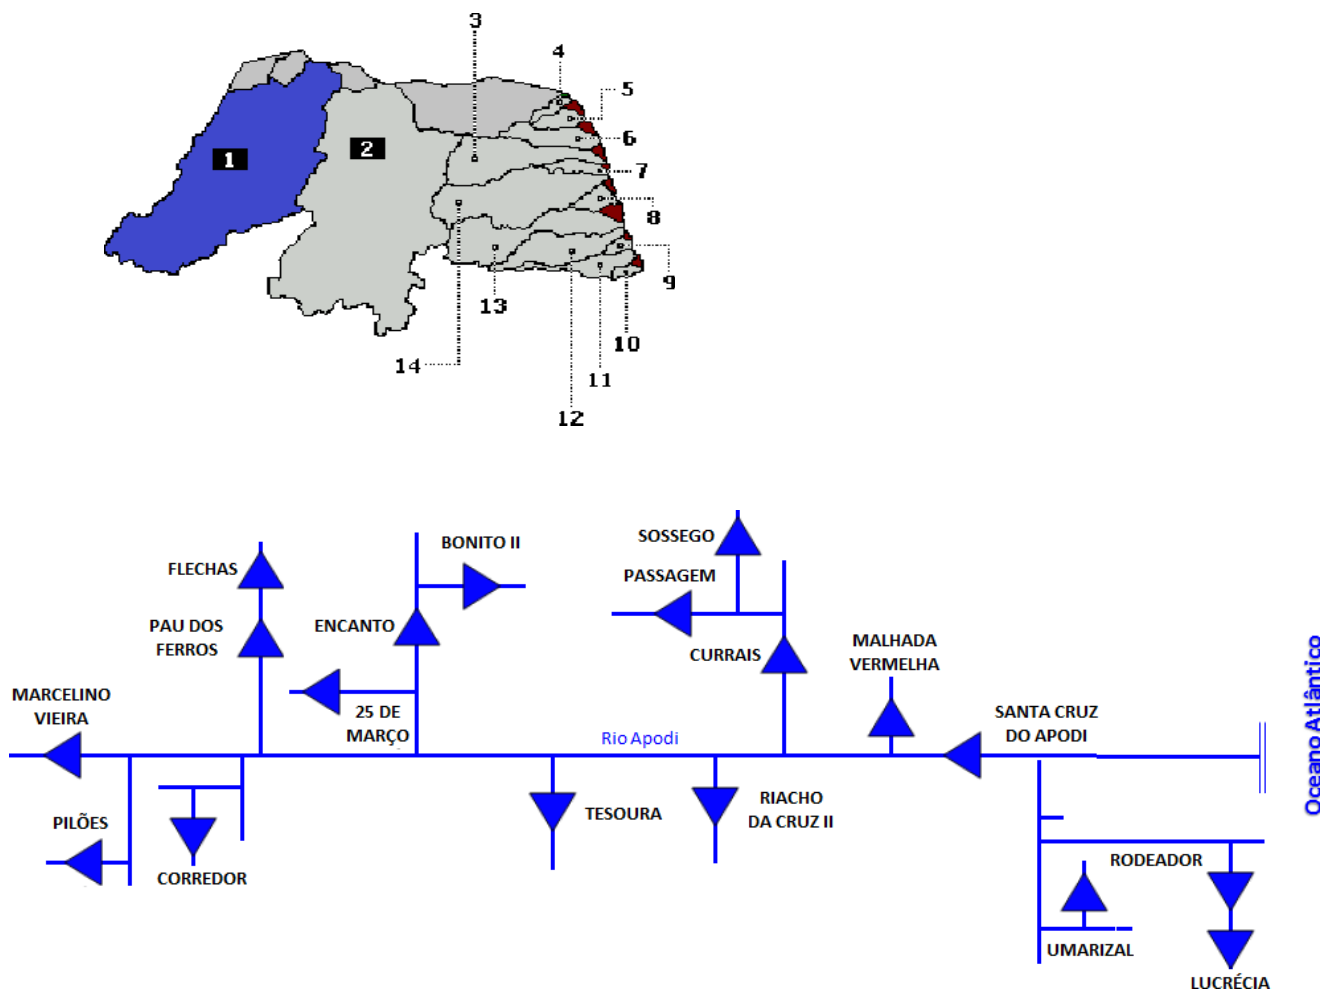 3
4
5
1
2
6
7
8
9
13
10
14
11
12
SOSSEGO
BONITO II
FLECHAS
PASSAGEM
PAU DOS
FERROS
ENCANTO
MALHADA
VERMELHA
CURRAIS
MARCELINO
VIEIRA
25 DE
MARÇO
SANTA CRUZ
DO APODI
Rio Apodi
Oceano Atlântico
PILÕES
TESOURA
RIACHO
DA CRUZ II
CORREDOR
RODEADOR
UMARIZAL
LUCRÉCIA